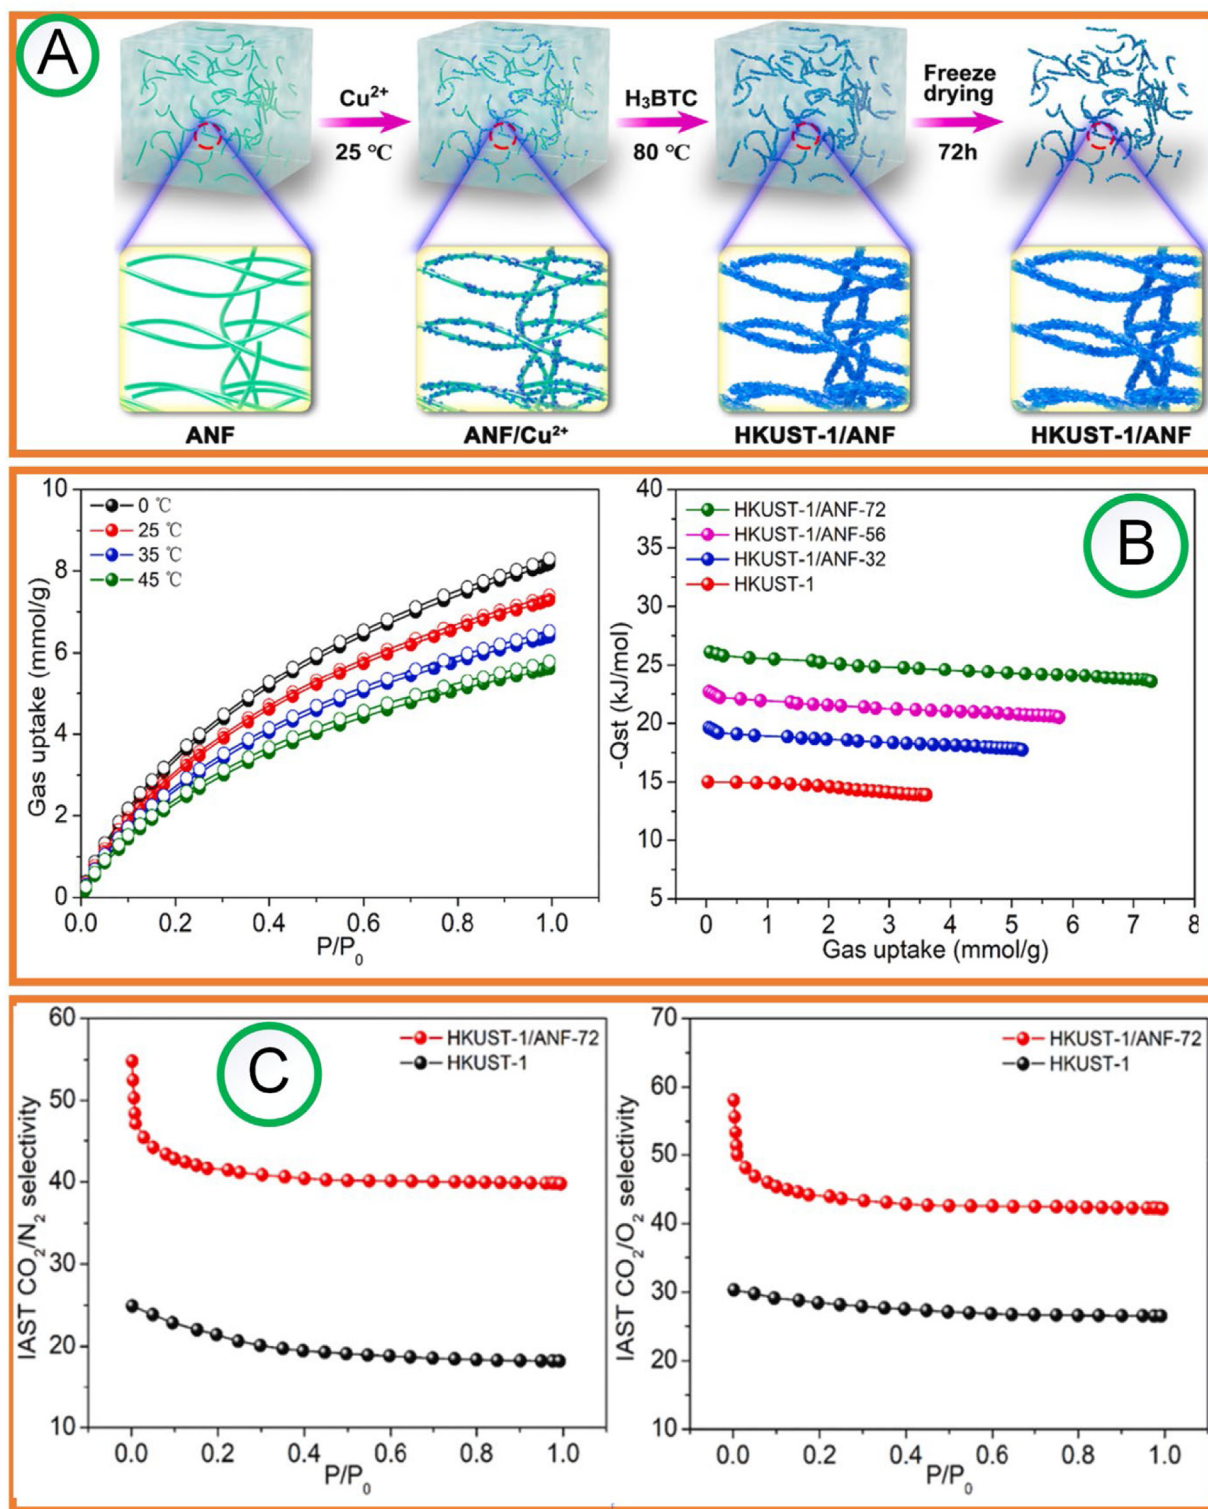 A
Cu²⁺
25 ℃
H₃BTC
80 ℃
Freeze
drying
72h
ANF
ANF/Cu²⁺
HKUST-1/ANF
HKUST-1/ANF
10
8
6
4
2
0
Gas uptake (mmol/g)
0 ℃
25 ℃
35 ℃
45 ℃
0.0 0.2 0.4 0.6 0.8 1.0
P/P₀
B
40
35
30
25
20
15
10
5
-Qst (kJ/mol)
HKUST-1/ANF-72
HKUST-1/ANF-56
HKUST-1/ANF-32
HKUST-1
0 1 2 3 4 5 6 7 8
Gas uptake (mmol/g)
C
60
50
40
30
20
10
IAST CO₂/N₂ selectivity
HKUST-1/ANF-72
HKUST-1
0.0 0.2 0.4 0.6 0.8 1.0
P/P₀
70
60
50
40
30
20
10
IAST CO₂/O₂ selectivity
HKUST-1/ANF-72
HKUST-1
0.0 0.2 0.4 0.6 0.8 1.0
P/P₀